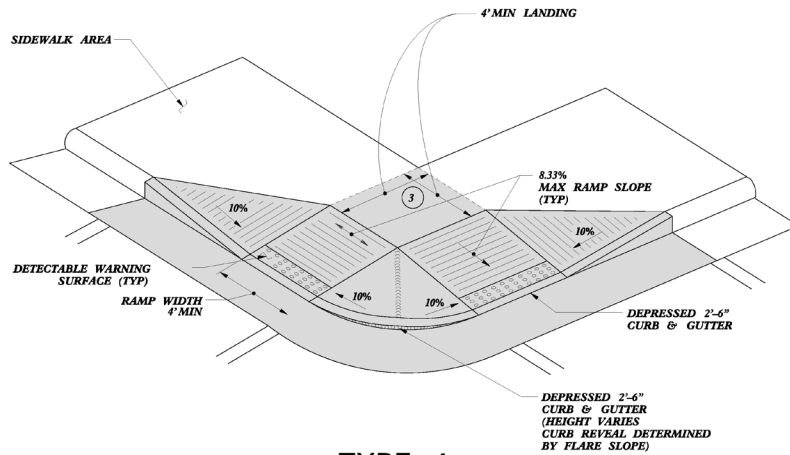 4' MIN LANDING
SIDEWALK AREA
8.33%
MAX RAMP SLOPE
(TYP)
3
10%
10%
DETECTABLE WARNING
SURFACE (TYP)
RAMP WIDTH
4' MIN
10%
10%
DEPRESSED 2'–6"
CURB & GUTTER
DEPRESSED 2'–6"
CURB & GUTTER
(HEIGHT VARIES
CURB REVEAL DETERMINED
BY FLARE SLOPE)